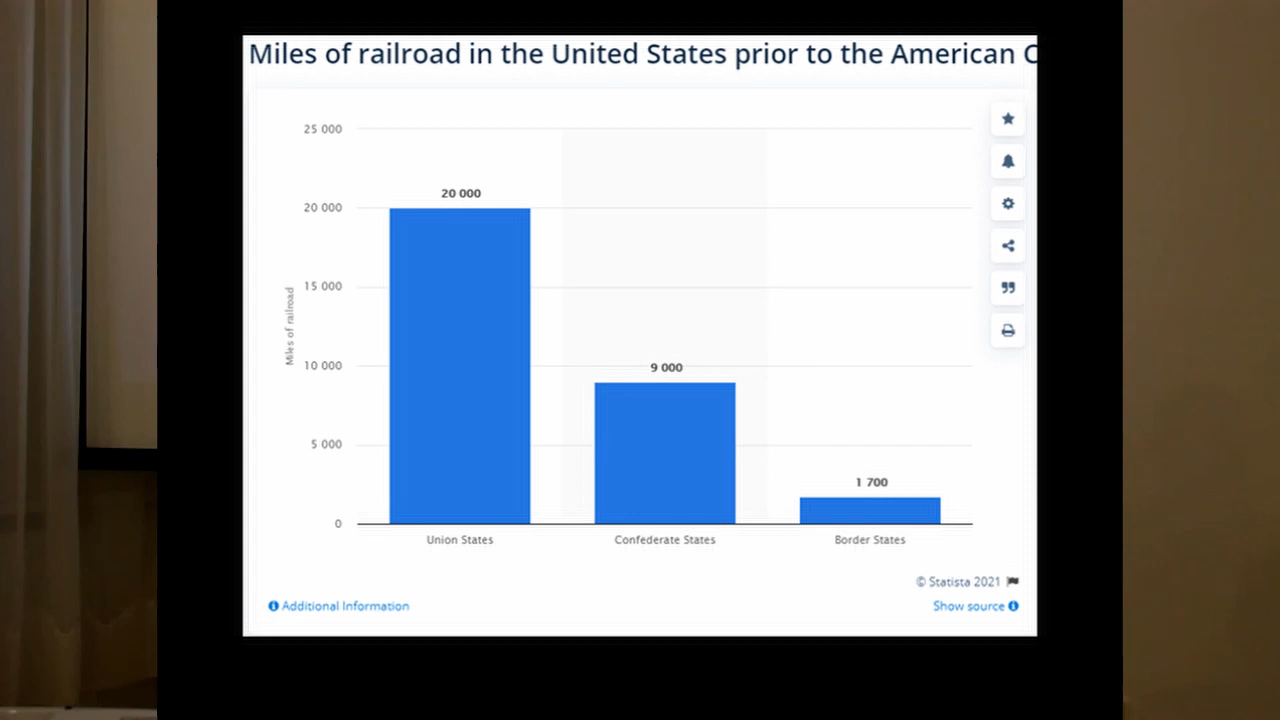 Miles of railroad in the United States prior to the American C
25 000
20 000
15 000
10 000
5 000
0
Miles of railroad
20 000
9 000
1 700
Union States
Confederate States
Border States
© Statista 2021
Additional Information
Show source